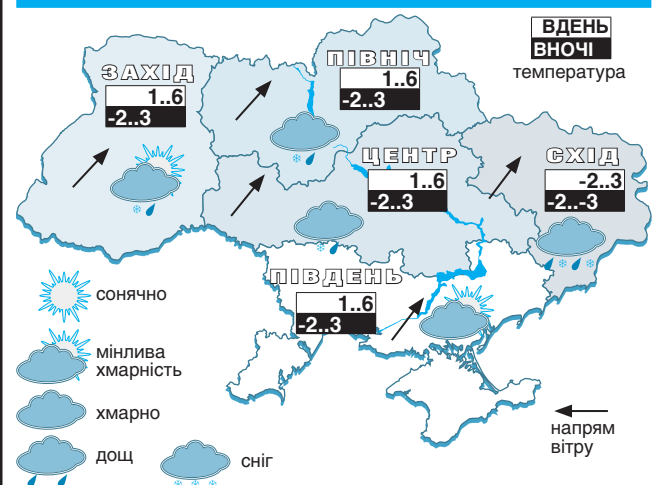 ВДЕНЬ
ВНОЧІ
температура
ПІВНІЧ
1..6
-2..3
ЗАХІД
1..6
-2..3
ЦЕНТР
1..6
-2..3
СХІД
-2..3
-2..-3
ПІВДЕНЬ
1..6
-2..3
сонячно
мінлива
хмарність
хмарно
дощ
сніг
напрям
вітру